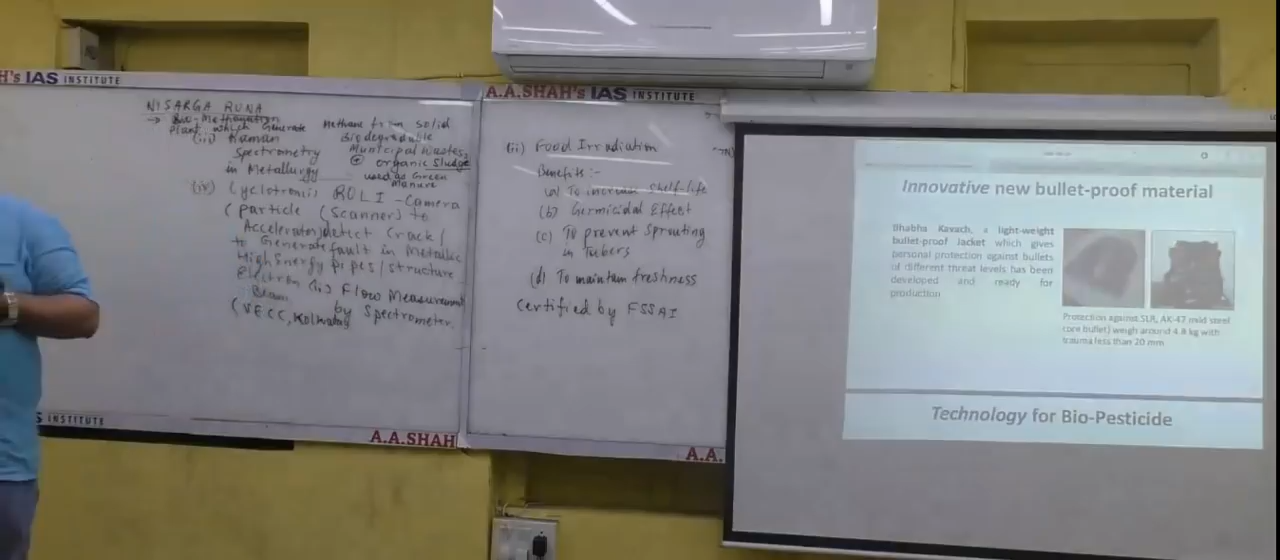 H's IAS INSTITUTE
A.A.SHAH's IAS INSTITUTE
NISARGA RUNA
→ Bio-Methanation
Plant which Generate
Methane from Solid
Biodegradable
Municipal Wastes
⊕ organic Sludge
used as Green
Manure
(iii) Raman
Spectrometry
in Metallurgy
(iv) Cyclotronis
(Particle
Accelerator)
to Generate
High Energy
Electron
Beam
(VECC, Kolkata)
ROLI - Camera
(Scanner) to
detect Crack/
fault in Metallic
pipes/structure
(ii) Flow Measurement
by Spectrometer.
(ii) Food Irradiation
Benefits :-
(a) To increase Shelf-life
(b) Germicidal Effect
(c) To prevent Sprouting
in Tubers
(d) To maintain freshness
Certified by FSSAI
Innovative new bullet-proof material
Bhabha Kavach, a light-weight
bullet-proof Jacket which gives
personal protection against bullets
of different threat levels has been
developed and ready for
production
Protection against SLR, AK-47 mild steel
core bullet) weigh around 4.8 kg with
trauma less than 20 mm
Technology for Bio-Pesticide
S INSTITUTE
A.A.SHAH
A.A.